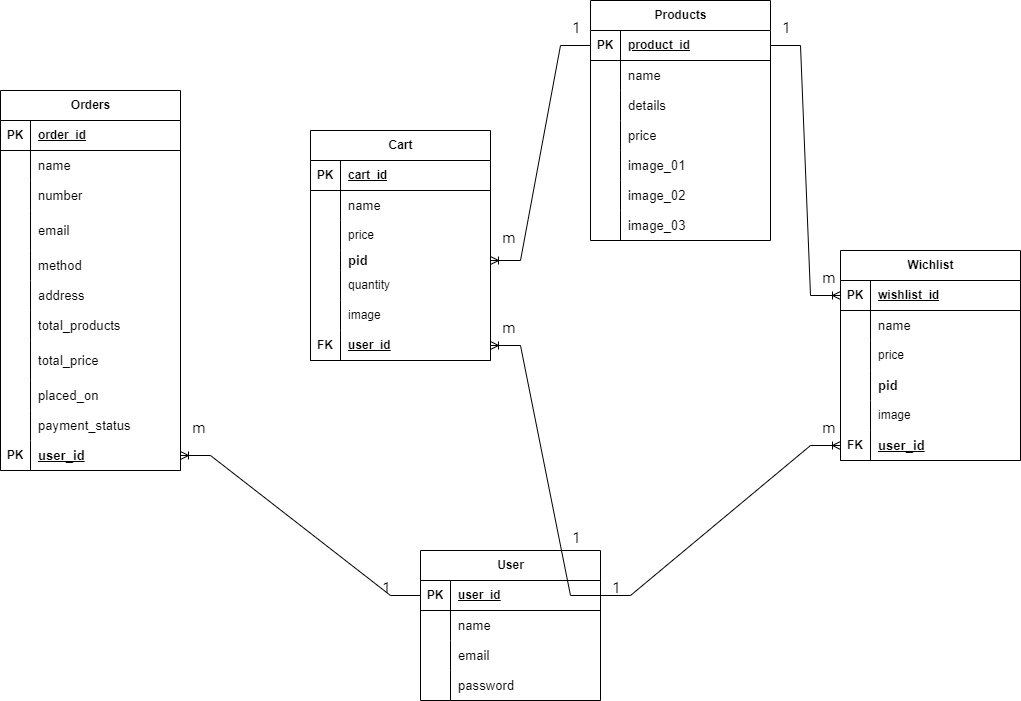 Products
PK product_id
name
details
price
image_01
image_02
image_03
1
1
Orders
PK order_id
name
number
email
method
address
total_products
total_price
placed_on
payment_status
PK user_id
m
Cart
PK cart_id
name
price
pid
quantity
image
FK user_id
m
m
Wichlist
PK wishlist_id
name
price
pid
image
FK user_id
m
m
User
PK user_id
name
email
password
1
1
1